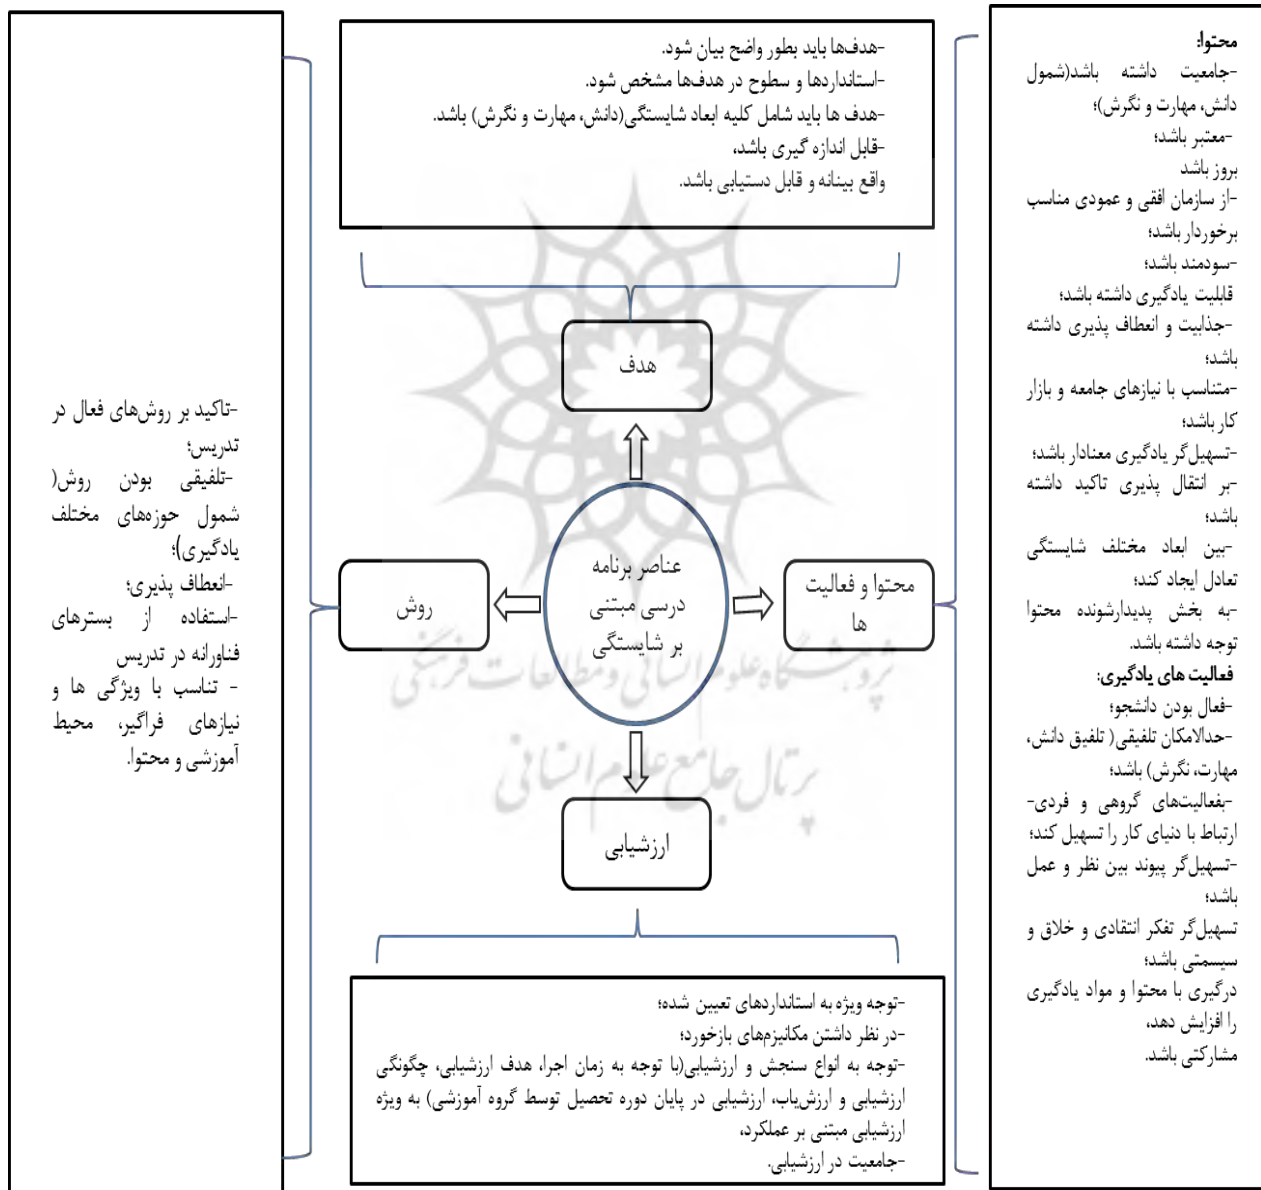 -هدف‌ها باید بطور واضح بیان شود.
-استانداردها و سطوح در هدف‌ها مشخص شود.
-هدف ها باید شامل کلیه ابعاد شایستگی(دانش، مهارت و نگرش) باشد.
-قابل اندازه گیری باشد،
واقع بینانه و قابل دستیابی باشد.
محتوا:
-جامعیت داشته باشد(شمول
دانش، مهارت و نگرش)؛
-معتبر باشد؛
بروز باشد
-از سازمان افقی و عمودی مناسب
برخوردار باشد؛
-سودمند باشد؛
قابلیت یادگیری داشته باشد؛
-جذابیت و انعطاف پذیری داشته
باشد؛
-متناسب با نیازهای جامعه و بازار
کار باشد؛
-تسهیل‌گر یادگیری معنادار باشد؛
-بر انتقال پذیری تاکید داشته
باشد؛
-بین ابعاد مختلف شایستگی
تعادل ایجاد کند؛
-به بخش پدیدارشونده محتوا
توجه داشته باشد.
فعالیت های یادگیری:
-فعال بودن دانشجو؛
-حدالامکان تلفیقی( تلفیق دانش،
مهارت، نگرش) باشد؛
-بفعالیت‌های گروهی و فردی-
ارتباط با دنیای کار را تسهیل کند؛
-تسهیل‌گر پیوند بین نظر و عمل
باشد؛
تسهیل‌گر تفکر انتقادی و خلاق و
سیستمی باشد؛
درگیری با محتوا و مواد یادگیری
را افزایش دهد،
مشارکتی باشد.
هدف
محتوا و فعالیت
ها
عناصر برنامه
درسی مبتنی
بر شایستگی
روش
ارزشیابی
-تاکید بر روش‌های فعال در
تدریس؛
-تلفیقی بودن روش(
شمول حوزه‌های مختلف
یادگیری)؛
-انعطاف پذیری؛
-استفاده از بسترهای
فناورانه در تدریس
- تناسب با ویژگی ها و
نیازهای فراگیر، محیط
آموزشی و محتوا.
پژوهشگاه علوم انسانی و مطالعات فرهنگی
پرتال جامع علوم انسانی
-توجه ویژه به استانداردهای تعیین شده؛
-در نظر داشتن مکانیزم‌های بازخورد؛
-توجه به انواع سنجش و ارزشیابی(با توجه به زمان اجرا، هدف ارزشیابی، چگونگی
ارزشیابی و ارزش‌یاب، ارزشیابی در پایان دوره تحصیل توسط گروه آموزشی) به ویژه
ارزشیابی مبتنی بر عملکرد،
-جامعیت در ارزشیابی.